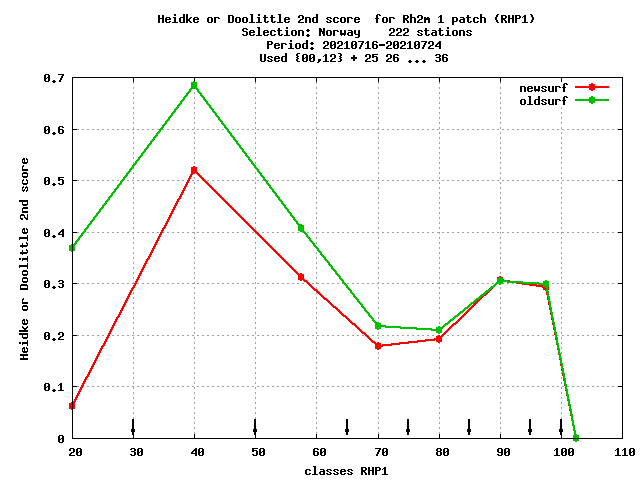 Heidke or Doolittle 2nd score  for Rh2m 1 patch (RHP1)
Selection: Norway    222 stations
Period: 20210716-20210724
Used {00,12} + 25 26 ... 36
newsurf
oldsurf
Heidke or Doolittle 2nd score
0.7
0.6
0.5
0.4
0.3
0.2
0.1
0
20 30 40 50 60 70 80 90 100 110
classes RHP1